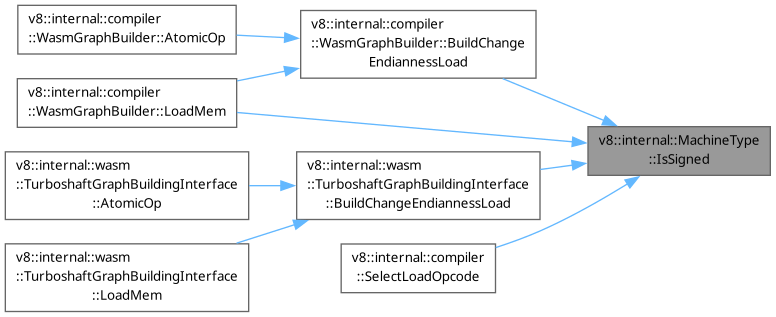 v8::internal::compiler
::WasmGraphBuilder::AtomicOp
v8::internal::compiler
::WasmGraphBuilder::BuildChange
EndiannessLoad
v8::internal::compiler
::WasmGraphBuilder::LoadMem
v8::internal::MachineType
::IsSigned
v8::internal::wasm
::TurboshaftGraphBuildingInterface
::AtomicOp
v8::internal::wasm
::TurboshaftGraphBuildingInterface
::BuildChangeEndiannessLoad
v8::internal::wasm
::TurboshaftGraphBuildingInterface
::LoadMem
v8::internal::compiler
::SelectLoadOpcode